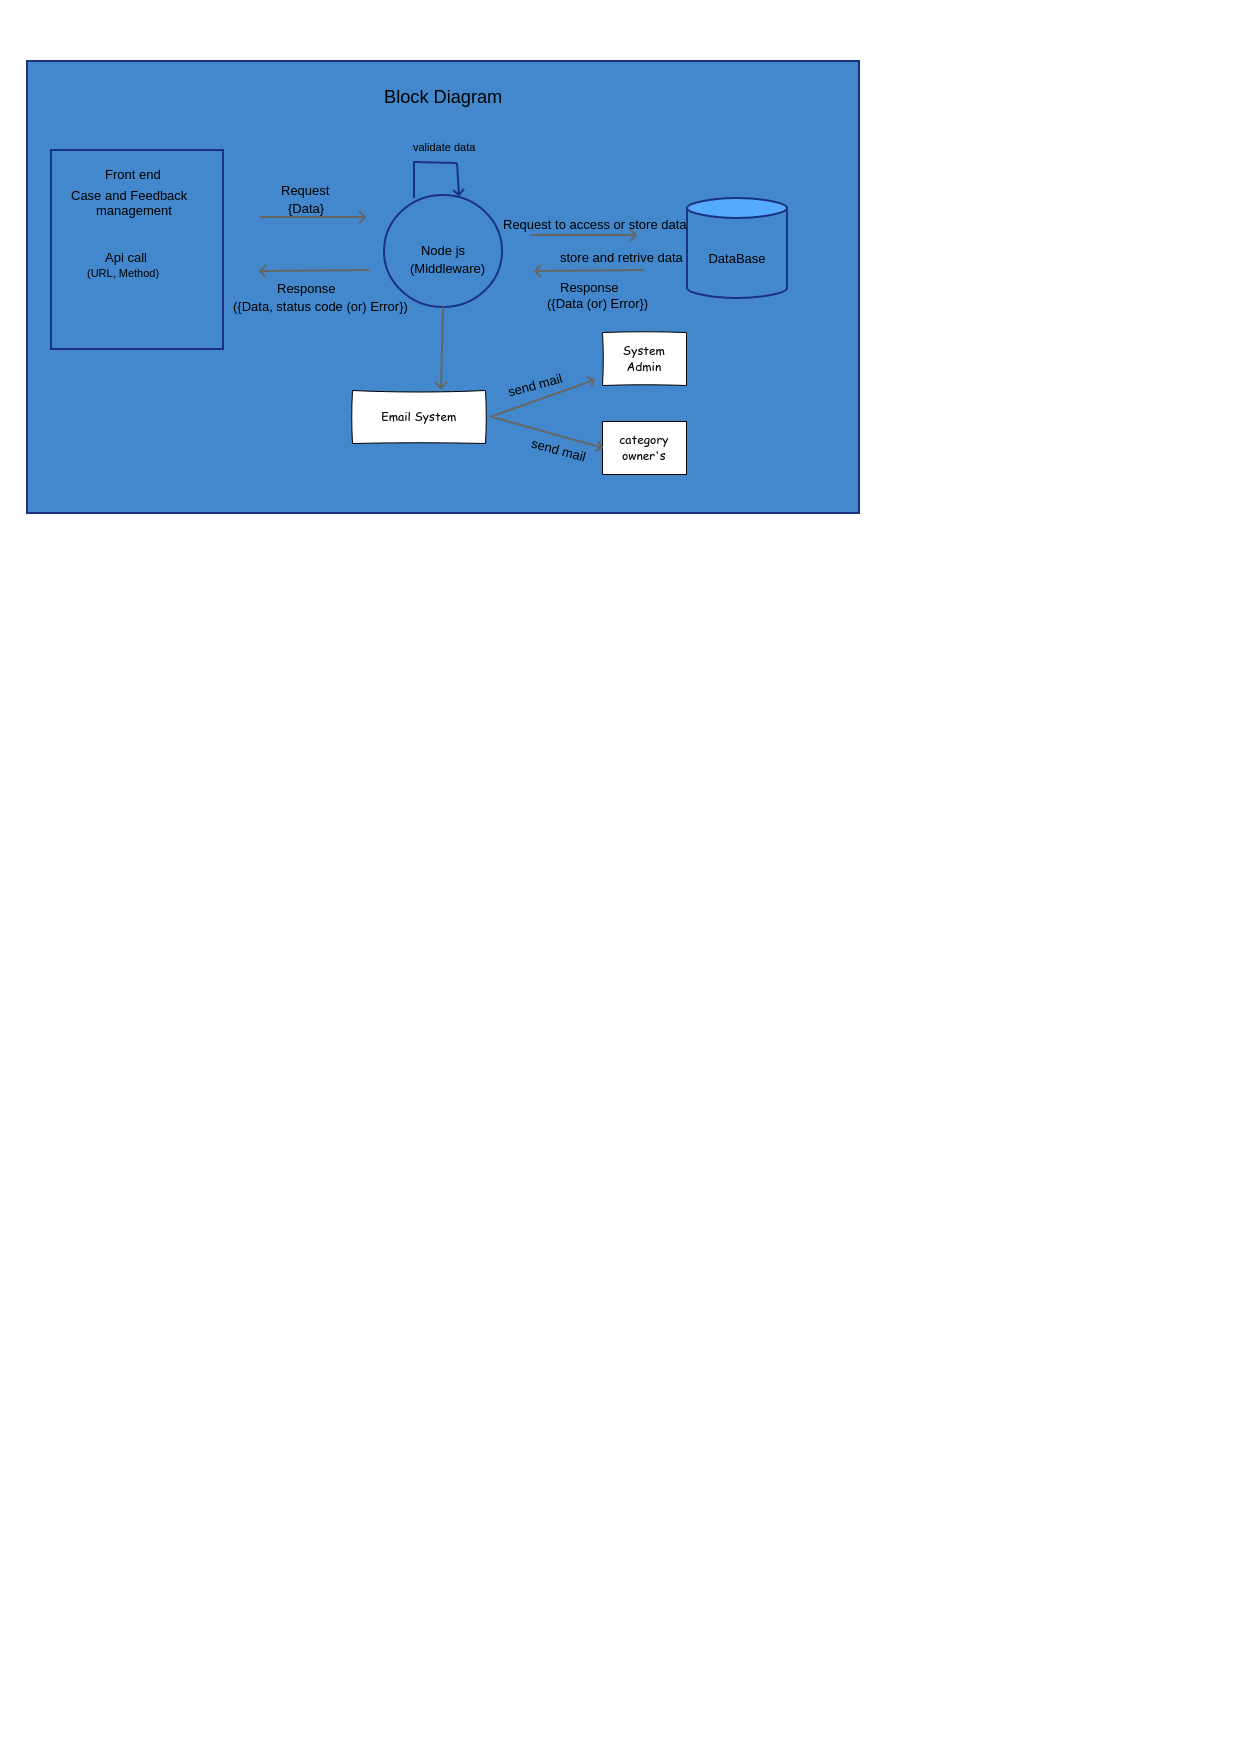 Block Diagram
validate data
Front end
Case and Feedback
management
Api call
(URL, Method)
Request
{Data}
Response
({Data, status code (or) Error})
Node js
(Middleware)
Request to access or store data
store and retrive data
Response
({Data (or) Error})
DataBase
Email System
send mail
send mail
System
Admin
category
owner's